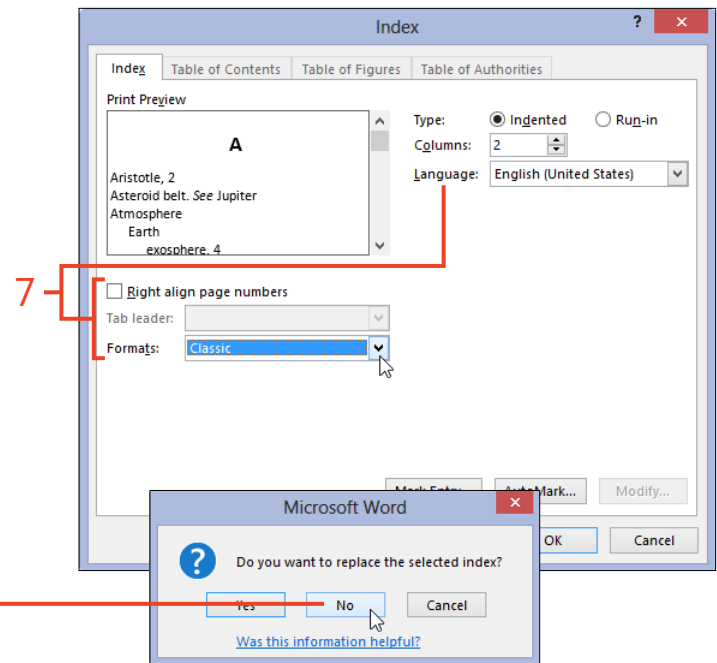 Index
?
Index Table of Contents Table of Figures Table of Authorities
Print Preview
A
Aristotle, 2
Asteroid belt. See Jupiter
Atmosphere
Earth
exosphere, 4
Type: Indented Run-in
Columns: 2
Language: English (United States)
7
Right align page numbers
Tab leader:
Formats: Classic
Mark Entry... AutoMark... Modify...
OK Cancel
Microsoft Word
?
Do you want to replace the selected index?
Yes No Cancel
Was this information helpful?